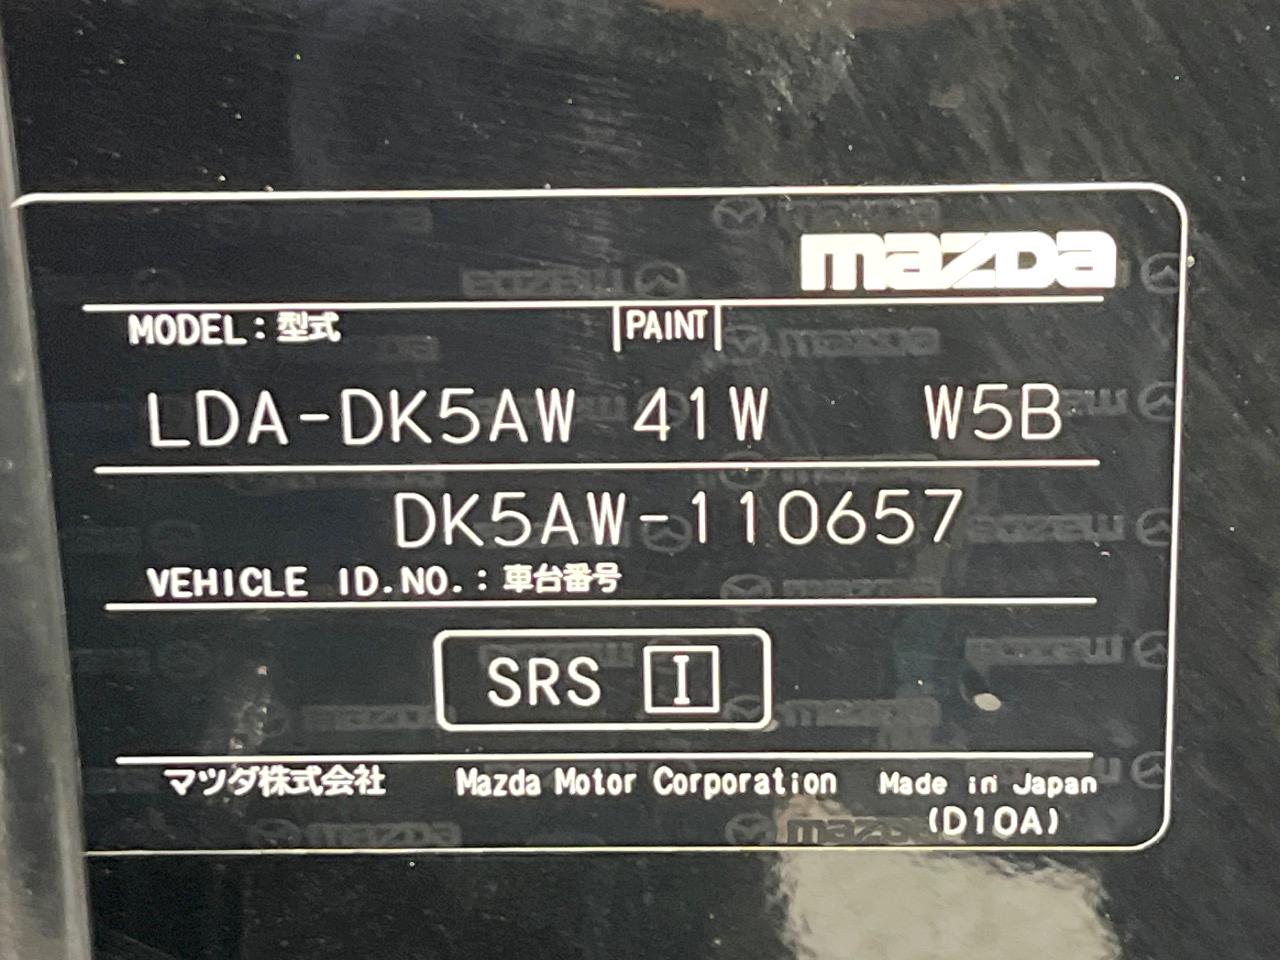 mazda
MODEL: 型式 PAINT
LDA-DK5AW 41W W5B
DK5AW-110657
VEHICLE ID.NO.: 車台番号
SRS I
マツダ株式会社 Mazda Motor Corporation Made in Japan
(D10A)